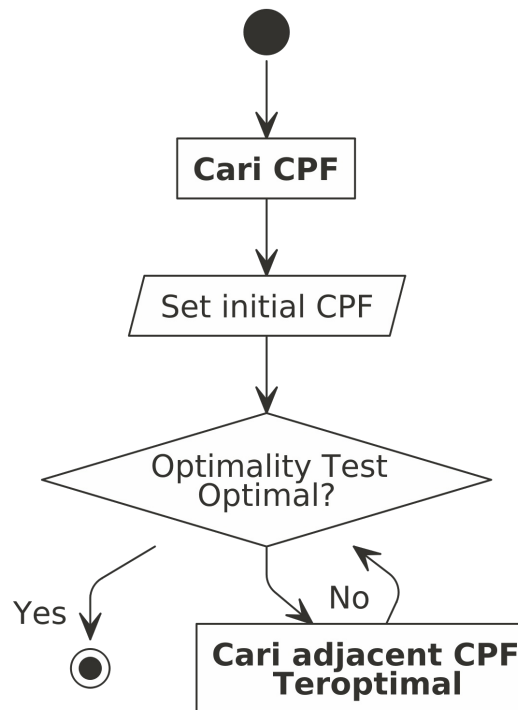 Cari CPF
Set initial CPF
Optimality Test
Optimal?
Yes
No
Cari adjacent CPF
Teroptimal